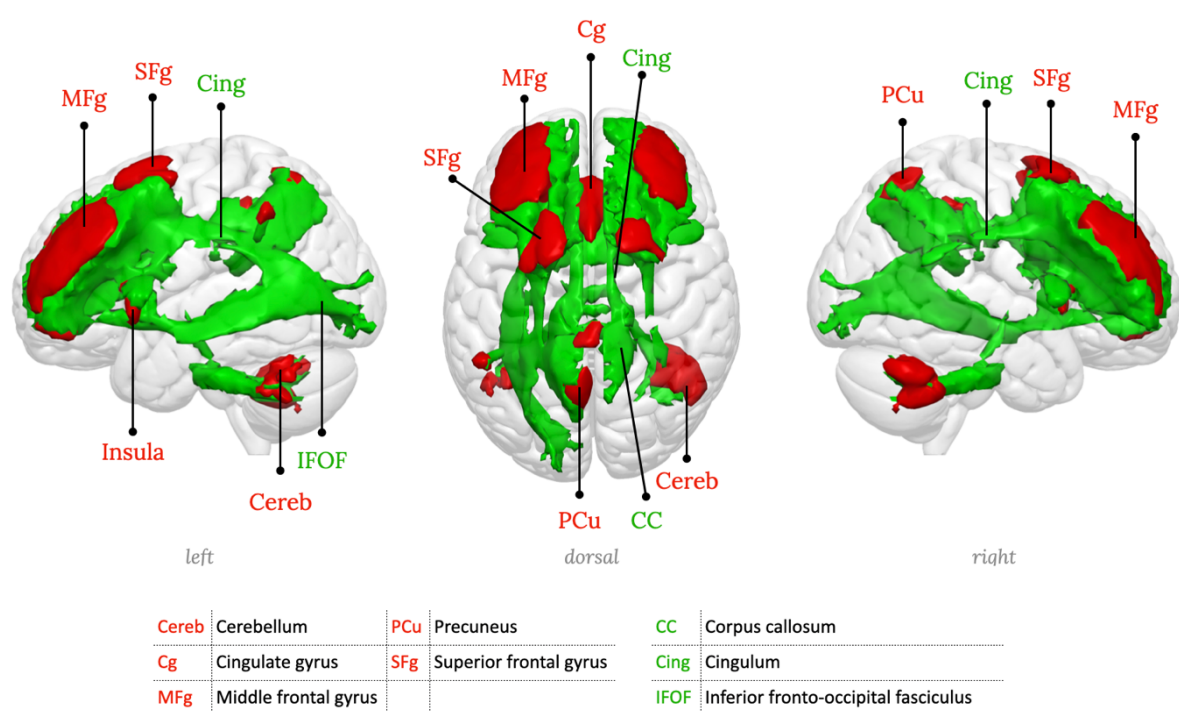 Cg
SFg
Cing
MFg
MFg
Cing
SFg
PCu
Cing
SFg
MFg
Insula
IFOF
Cereb
Cereb
PCu
CC
left
dorsal
right
Cereb Cerebellum PCu Precuneus CC Corpus callosum
Cg Cingulate gyrus SFg Superior frontal gyrus Cing Cingulum
MFg Middle frontal gyrus IFOF Inferior fronto-occipital fasciculus